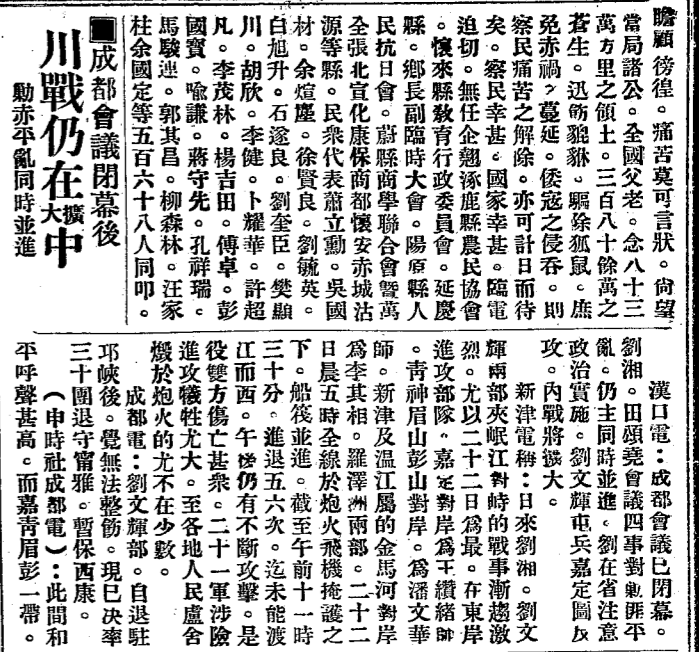 瞻顧徬徨。痛苦莫可言狀。尙望
當局諸公。全國父老。念八十三
萬方里之領土。三百八十餘萬之
蒼生。迅飭貔貅。驅除狐鼠。庶
免赤禍之蔓延。倭寇之侵吞。則
察民痛苦之解除。亦可計日而待
矣。察民幸甚。國家幸甚。臨電
迫切。無任企翹涿鹿縣農民協會
。懷來縣敎育行政委員會。延慶
縣。鄉長副臨時大會。陽原縣人
民抗日會。蔚縣商學聯合會暨萬
全張北宣化康保商都懷安赤城沽
源等縣。民衆代表蕭立勳。吳國
材。余煊塵。徐賢良。劉毓英。
白旭升。石遂良。劉奎臣。樊顯
川。胡欣。李健。卜耀華。許超
凡。李茂林。楊吉田。傅卓。彭
國寶。喩謙。蔣守先。孔祥瑞。
馬駿。郭其昌。柳森林。汪家
柱余國定等五百六十八人同叩。
■成都會議閉幕後
川戰仍在擴大中
勦赤平亂同時並進
漢口電：成都會議已閉幕。
劉湘。田頌堯會議四事對勦匪平
亂。仍主同時並進。劉在省注意
政治實施。劉文輝屯兵嘉定圖反
攻。內戰將擴大。
新津電稱：日來劉湘。劉文
輝兩部夾岷江對峙的戰事漸趨激
烈。尤以二十二日爲最。在東岸
進攻部隊。嘉定對岸爲王纘緒師
。靑神眉山彭山對岸。爲潘文華
師。新津及温江屬的金馬河對岸
爲李其相。羅澤洲兩部。二十二
日晨五時全線於炮火飛機掩護之
下。船筏並進。截至午前十一時
三十分。進退五六次。迄未能渡
江而西。午後仍有不斷攻擊。是
役雙方傷亡甚衆。二十一軍涉險
進攻犧牲尤大。至各地人民廬舍
燬於炮火的尤不在少數。
成都電：劉文輝部。自退駐
邛峽後。覺無法整飭。現已决率
三十團退守甯雅。暫保西康。
（申時社成都電）：此間和
平呼聲甚高。而嘉靑眉彭一帶。